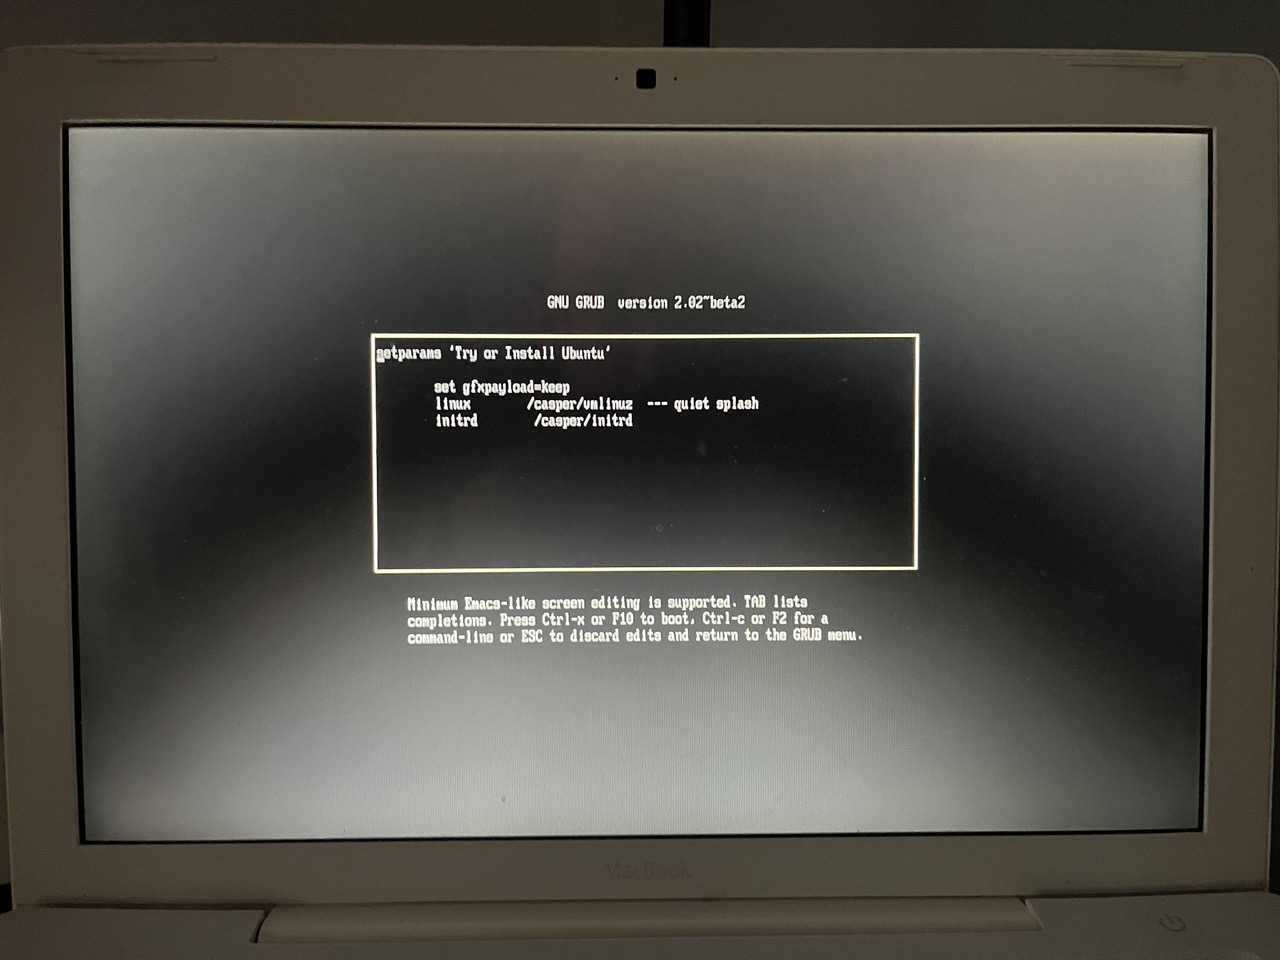 GNU GRUB version 2.02~beta2
setparams 'Try or Install Ubuntu'
set gfxpayload=keep
linux /casper/vmlinuz --- quiet splash
initrd /casper/initrd
Minimum Emacs-like screen editing is supported. TAB lists
completions. Press Ctrl-x or F10 to boot, Ctrl-c or F2 for a
command-line or ESC to discard edits and return to the GRUB menu.
MacBook